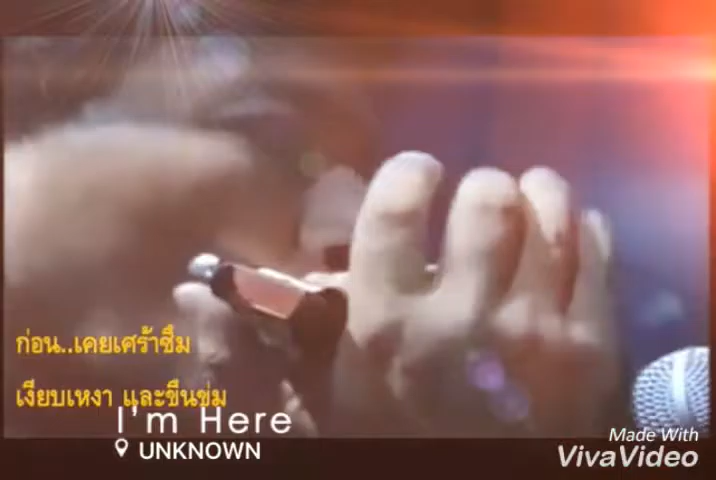 ก่อน..เคยเศร้าซึม
เงียบเหงา และขื่นขม
I'm Here
UNKNOWN
Made With
VivaVideo